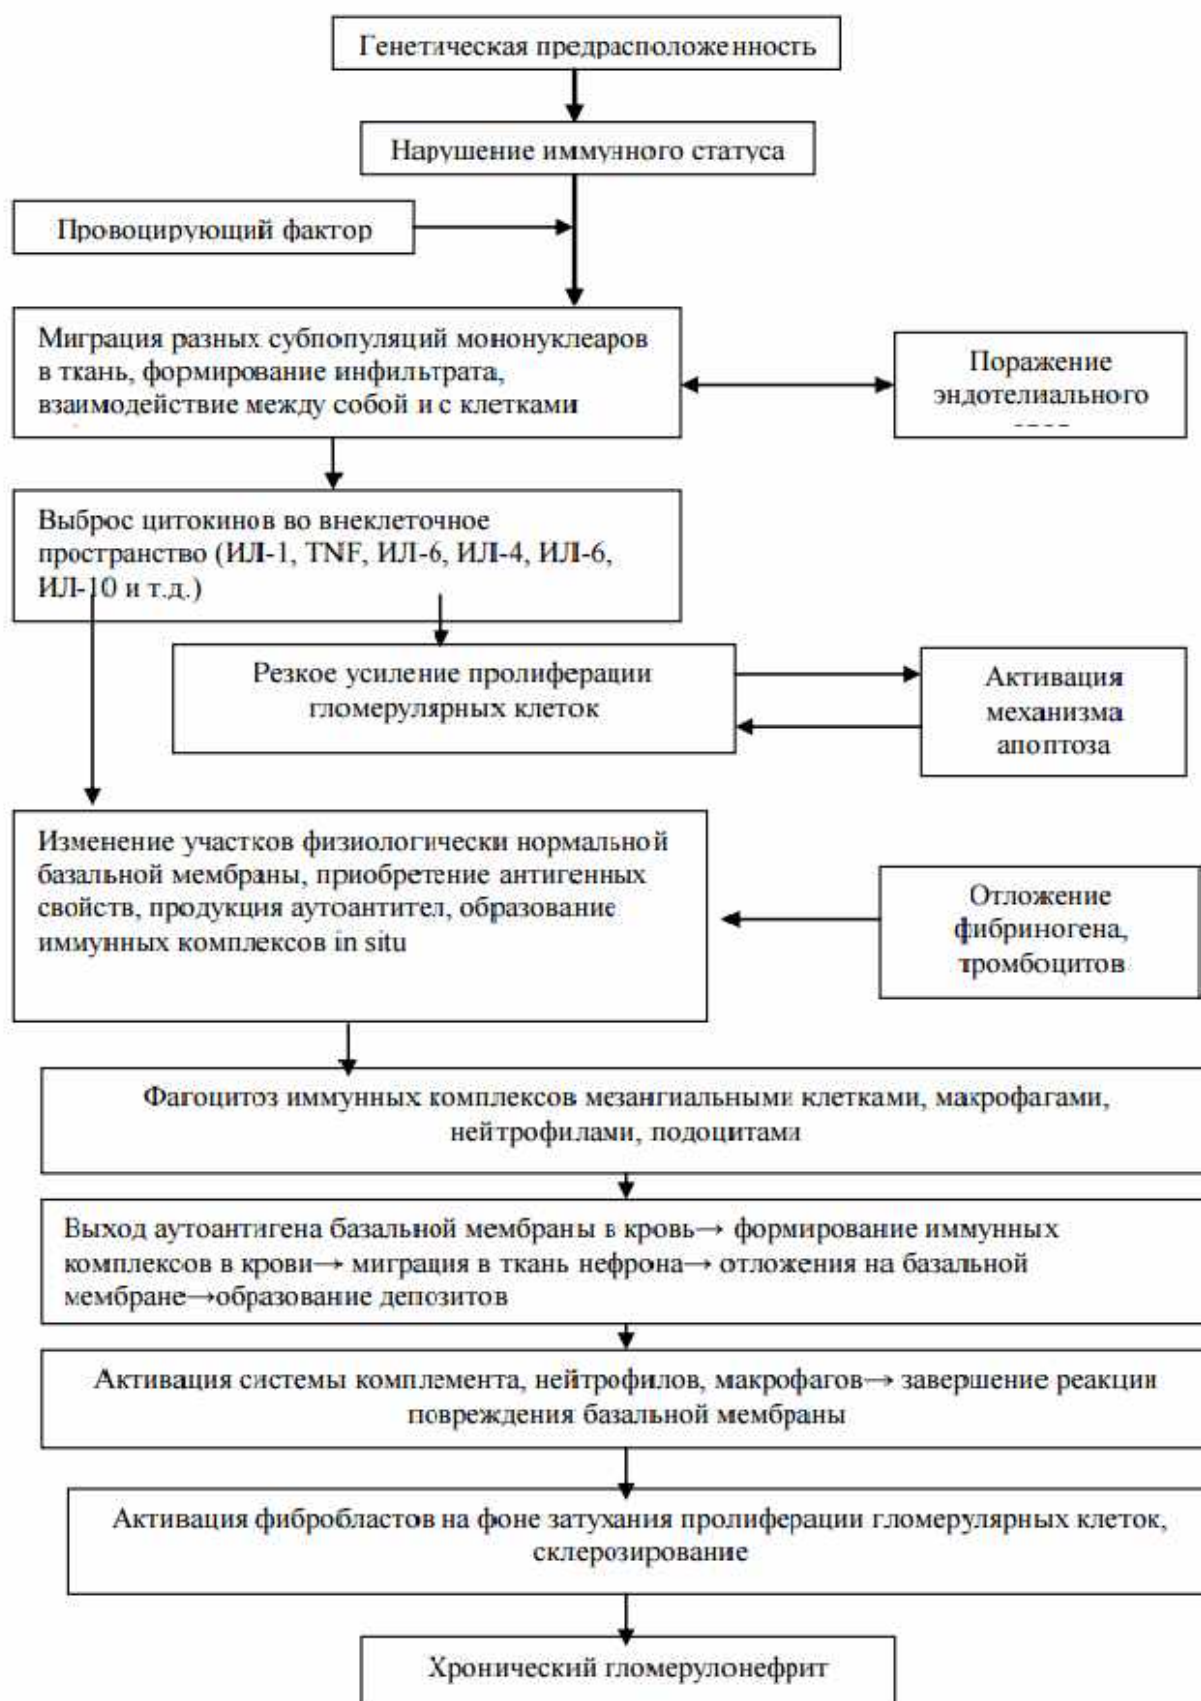 Генетическая предрасположенность
Нарушение иммунного статуса
Провоцирующий фактор
Миграция разных субпопуляций мононуклеаров
в ткань, формирование инфильтрата,
взаимодействие между собой и с клетками
Поражение
эндотелиального
Выброс цитокинов во внеклеточное
пространство (ИЛ-1, TNF, ИЛ-6, ИЛ-4, ИЛ-6,
ИЛ-10 и т.д.)
Резкое усиление пролиферации
гломерулярных клеток
Активация
механизма
апоптоза
Изменение участков физиологически нормальной
базальной мембраны, приобретение антигенных
свойств, продукция аутоантител, образование
иммунных комплексов in situ
Отложение
фибриногена,
тромбоцитов
Фагоцитоз иммунных комплексов мезангиальными клетками, макрофагами,
нейтрофилами, подоцитами
Выход аутоантигена базальной мембраны в кровь→ формирование иммунных
комплексов в крови→ миграция в ткань нефрона→ отложения на базальной
мембране→образование депозитов
Активация системы комплемента, нейтрофилов, макрофагов→ завершение реакции
повреждения базальной мембраны
Активация фибробластов на фоне затухания пролиферации гломерулярных клеток,
склерозирование
Хронический гломерулонефрит